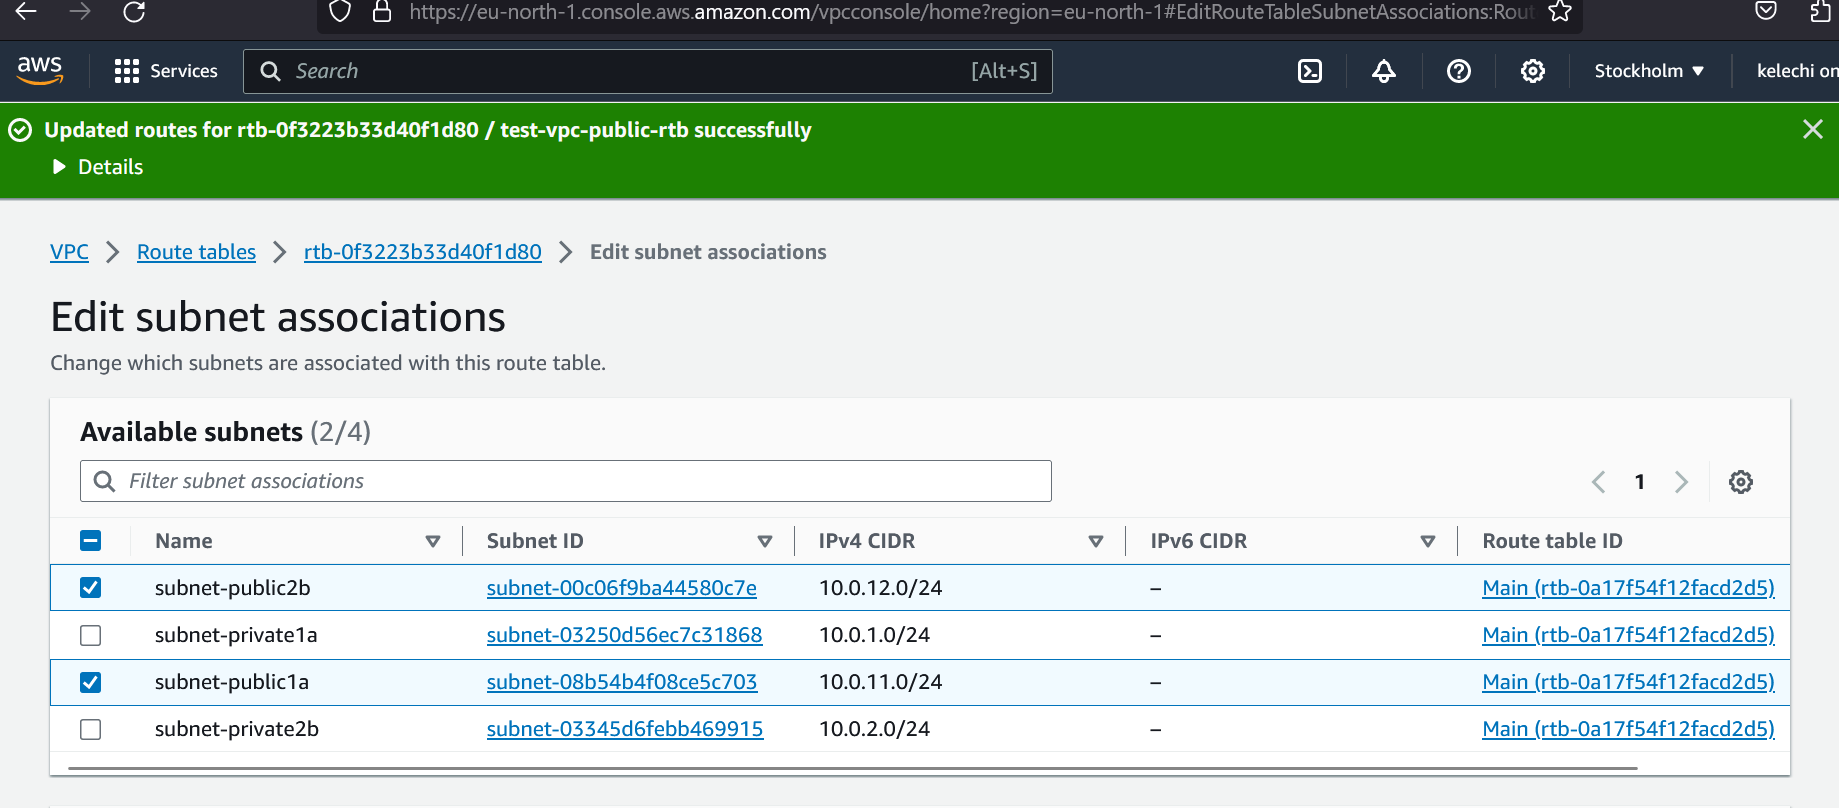 https://eu-north-1.console.aws.amazon.com/vpcconsole/home?region=eu-north-1#EditRouteTableSubnetAssociations:Rout
aws
Services
Search
[Alt+S]
Stockholm
kelechi on
Updated routes for rtb-0f3223b33d40f1d80 / test-vpc-public-rtb successfully
Details
VPC > Route tables > rtb-0f3223b33d40f1d80 > Edit subnet associations
Edit subnet associations
Change which subnets are associated with this route table.
Available subnets (2/4)
Filter subnet associations
1
Name Subnet ID IPv4 CIDR IPv6 CIDR Route table ID
subnet-public2b subnet-00c06f9ba44580c7e 10.0.12.0/24 – Main (rtb-0a17f54f12facd2d5)
subnet-private1a subnet-03250d56ec7c31868 10.0.1.0/24 – Main (rtb-0a17f54f12facd2d5)
subnet-public1a subnet-08b54b4f08ce5c703 10.0.11.0/24 – Main (rtb-0a17f54f12facd2d5)
subnet-private2b subnet-03345d6febb469915 10.0.2.0/24 – Main (rtb-0a17f54f12facd2d5)